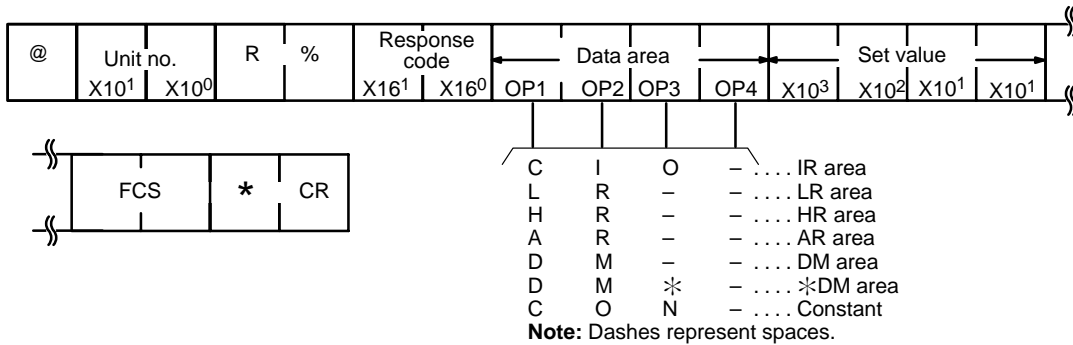 @ Unit no. R % Response code Data area Set value
X10¹ X10⁰ X16¹ X16⁰ OP1 OP2 OP3 OP4 X10³ X10² X10¹ X10¹
FCS * CR
C I O – . . . . IR area
L R – – . . . . LR area
H R – – . . . . HR area
A R – – . . . . AR area
D M – – . . . . DM area
D M ✳ – . . . . ✳DM area
C O N – . . . . Constant
Note: Dashes represent spaces.